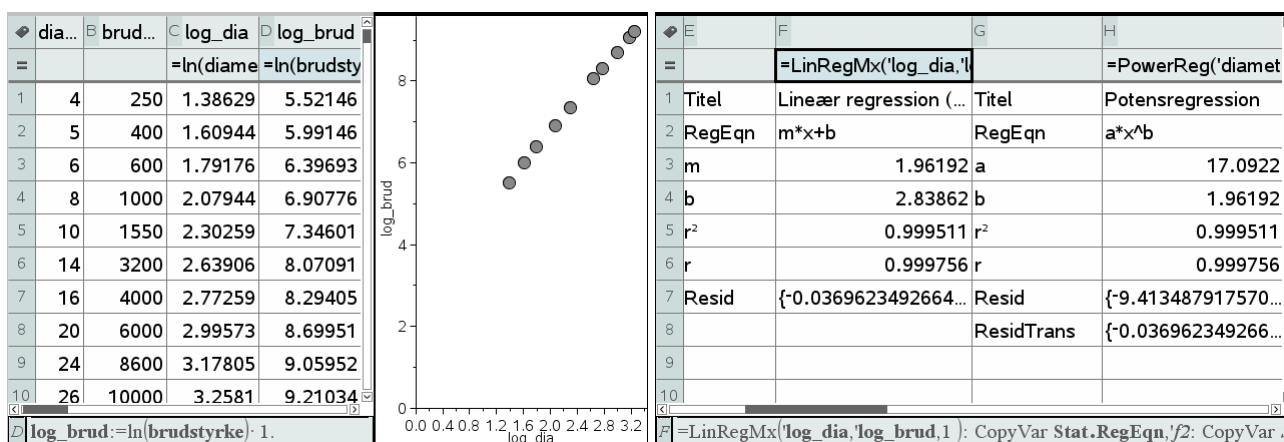 dia... B brud... C log_dia D log_brud
= =ln(diame =ln(brudsty
1 4 250 1.38629 5.52146
2 5 400 1.60944 5.99146
3 6 600 1.79176 6.39693
4 8 1000 2.07944 6.90776
5 10 1550 2.30259 7.34601
6 14 3200 2.63906 8.07091
7 16 4000 2.77259 8.29405
8 20 6000 2.99573 8.69951
9 24 8600 3.17805 9.05952
10 26 10000 3.2581 9.21034
D log_brud:=ln(brudstyrke)· 1.
8
6
4
2
0
log_brud
0.0 0.4 0.8 1.2 1.6 2.0 2.4 2.8 3.2
log_dia
E F G H
= =LinRegMx('log_dia,'l =PowerReg('diamet
1 Titel Lineær regression (... Titel Potensregression
2 RegEqn m*x+b RegEqn a*x^b
3 m 1.96192 a 17.0922
4 b 2.83862 b 1.96192
5 r² 0.999511 r² 0.999511
6 r 0.999756 r 0.999756
7 Resid {-0.0369623492664... Resid {-9.413487917570...
8 ResidTrans {-0.036962349266...
9
10
F =LinRegMx('log_dia,'log_brud,1 ): CopyVar Stat.RegEqn,'f2: CopyVar .